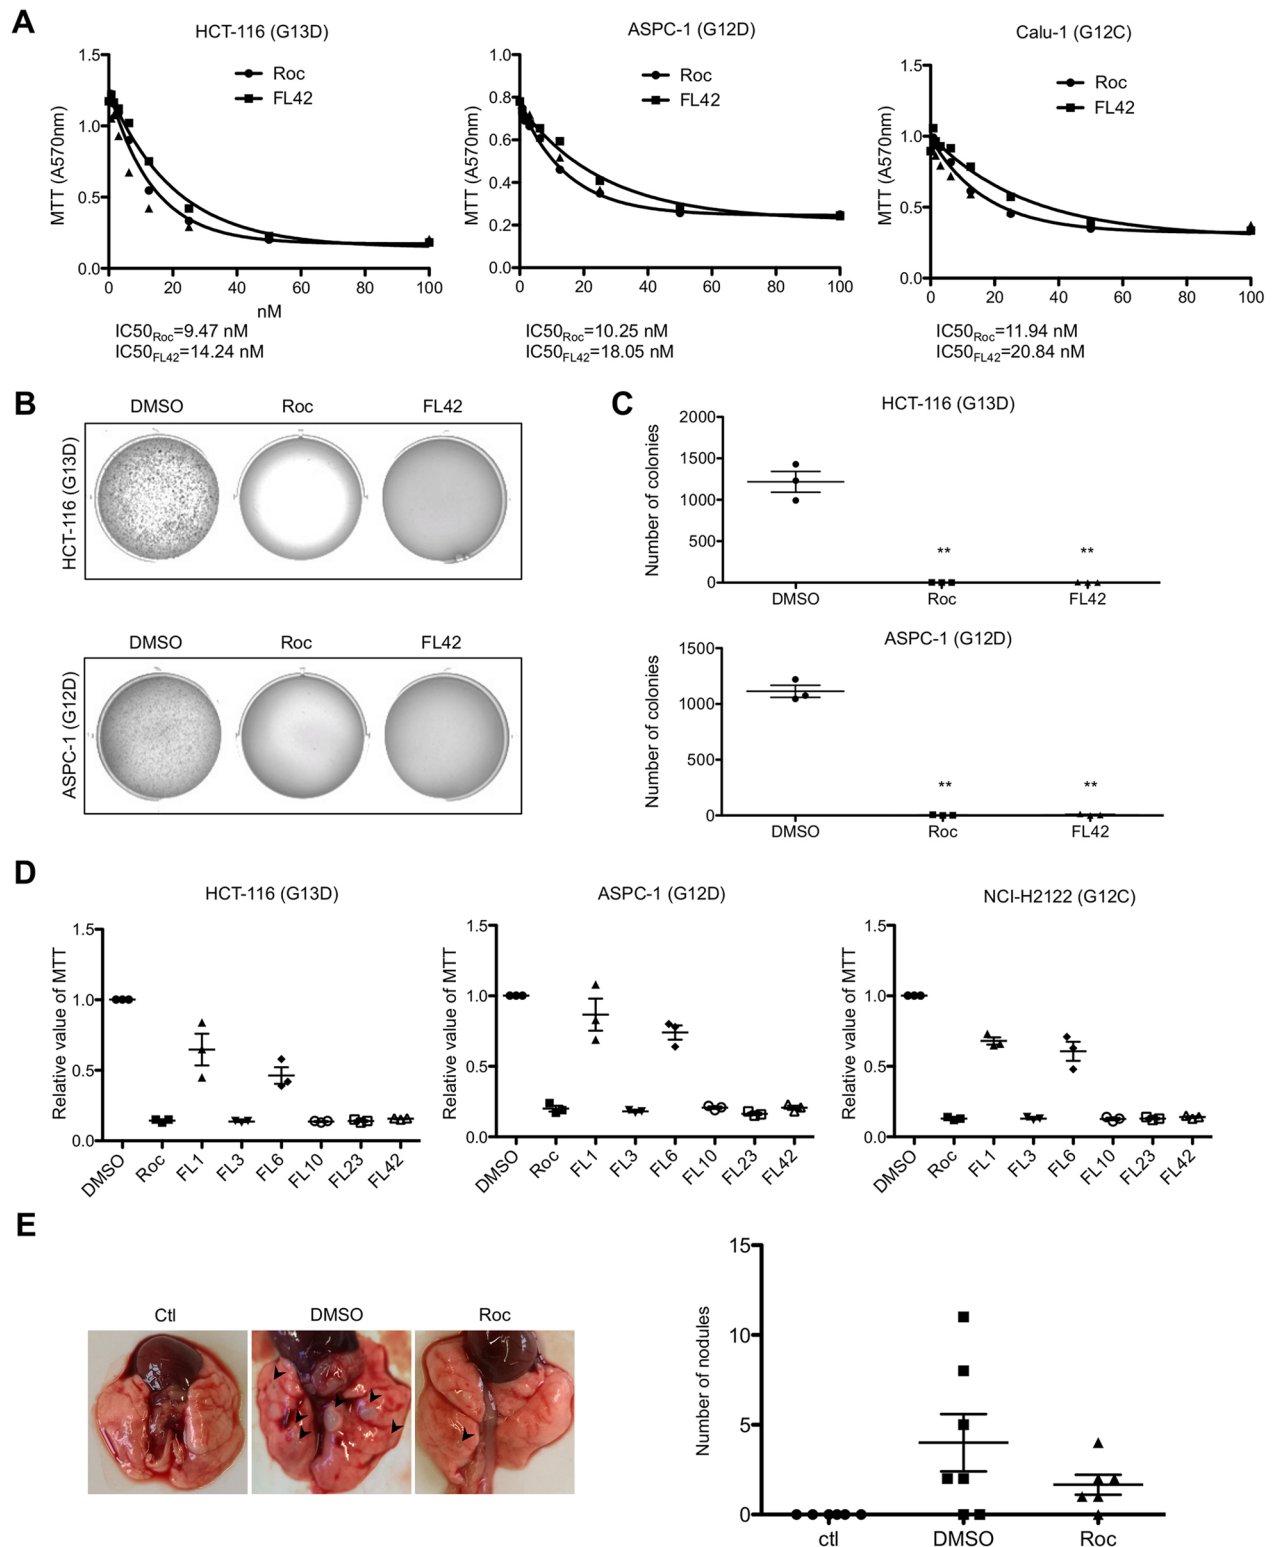 A
HCT-116 (G13D)
1.5
1.0
0.5
0.0
MTT (A570nm)
Roc
FL42
0 20 40 60 80 100
nM
IC50Roc=9.47 nM
IC50FL42=14.24 nM
ASPC-1 (G12D)
1.0
0.8
0.6
0.4
0.2
0.0
MTT (A570nm)
Roc
FL42
0 20 40 60 80 100
IC50Roc=10.25 nM
IC50FL42=18.05 nM
Calu-1 (G12C)
1.5
1.0
0.5
0.0
MTT (A570nm)
Roc
FL42
0 20 40 60 80 100
IC50Roc=11.94 nM
IC50FL42=20.84 nM
B
DMSO Roc FL42
HCT-116 (G13D)
DMSO Roc FL42
ASPC-1 (G12D)
C
HCT-116 (G13D)
2000
1500
1000
500
0
Number of colonies
** **
DMSO Roc FL42
ASPC-1 (G12D)
1500
1000
500
0
Number of colonies
** **
DMSO Roc FL42
D
HCT-116 (G13D)
1.5
1.0
0.5
0.0
Relative value of MTT
DMSO Roc FL1 FL3 FL6 FL10 FL23 FL42
ASPC-1 (G12D)
1.5
1.0
0.5
0.0
Relative value of MTT
DMSO Roc FL1 FL3 FL6 FL10 FL23 FL42
NCI-H2122 (G12C)
1.5
1.0
0.5
0.0
Relative value of MTT
DMSO Roc FL1 FL3 FL6 FL10 FL23 FL42
E
Ctl DMSO Roc
15
10
5
0
Number of nodules
ctl DMSO Roc